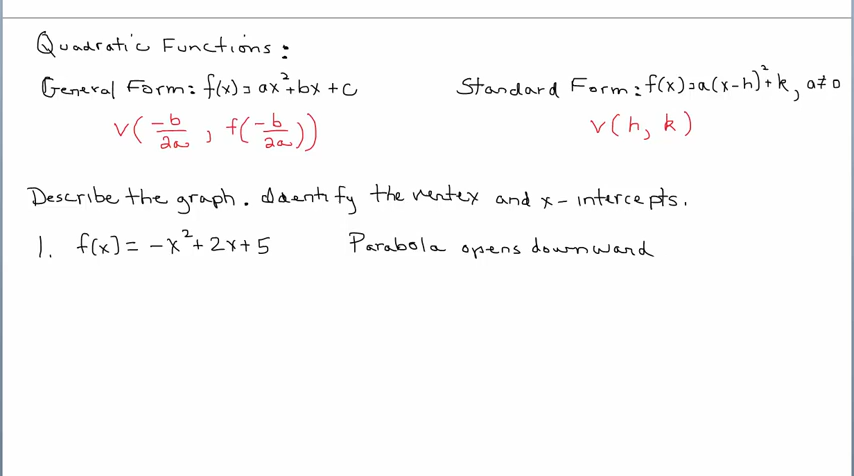 Quadratic Functions:
General Form: f(x) = ax² + bx + c
V(-b/2a, f(-b/2a))
Standard Form: f(x) = a(x-h)² + k, a≠0
V(h, k)
Describe the graph. Identify the vertex and x-intercepts.
1. f(x) = -x² + 2x + 5 Parabola opens downward